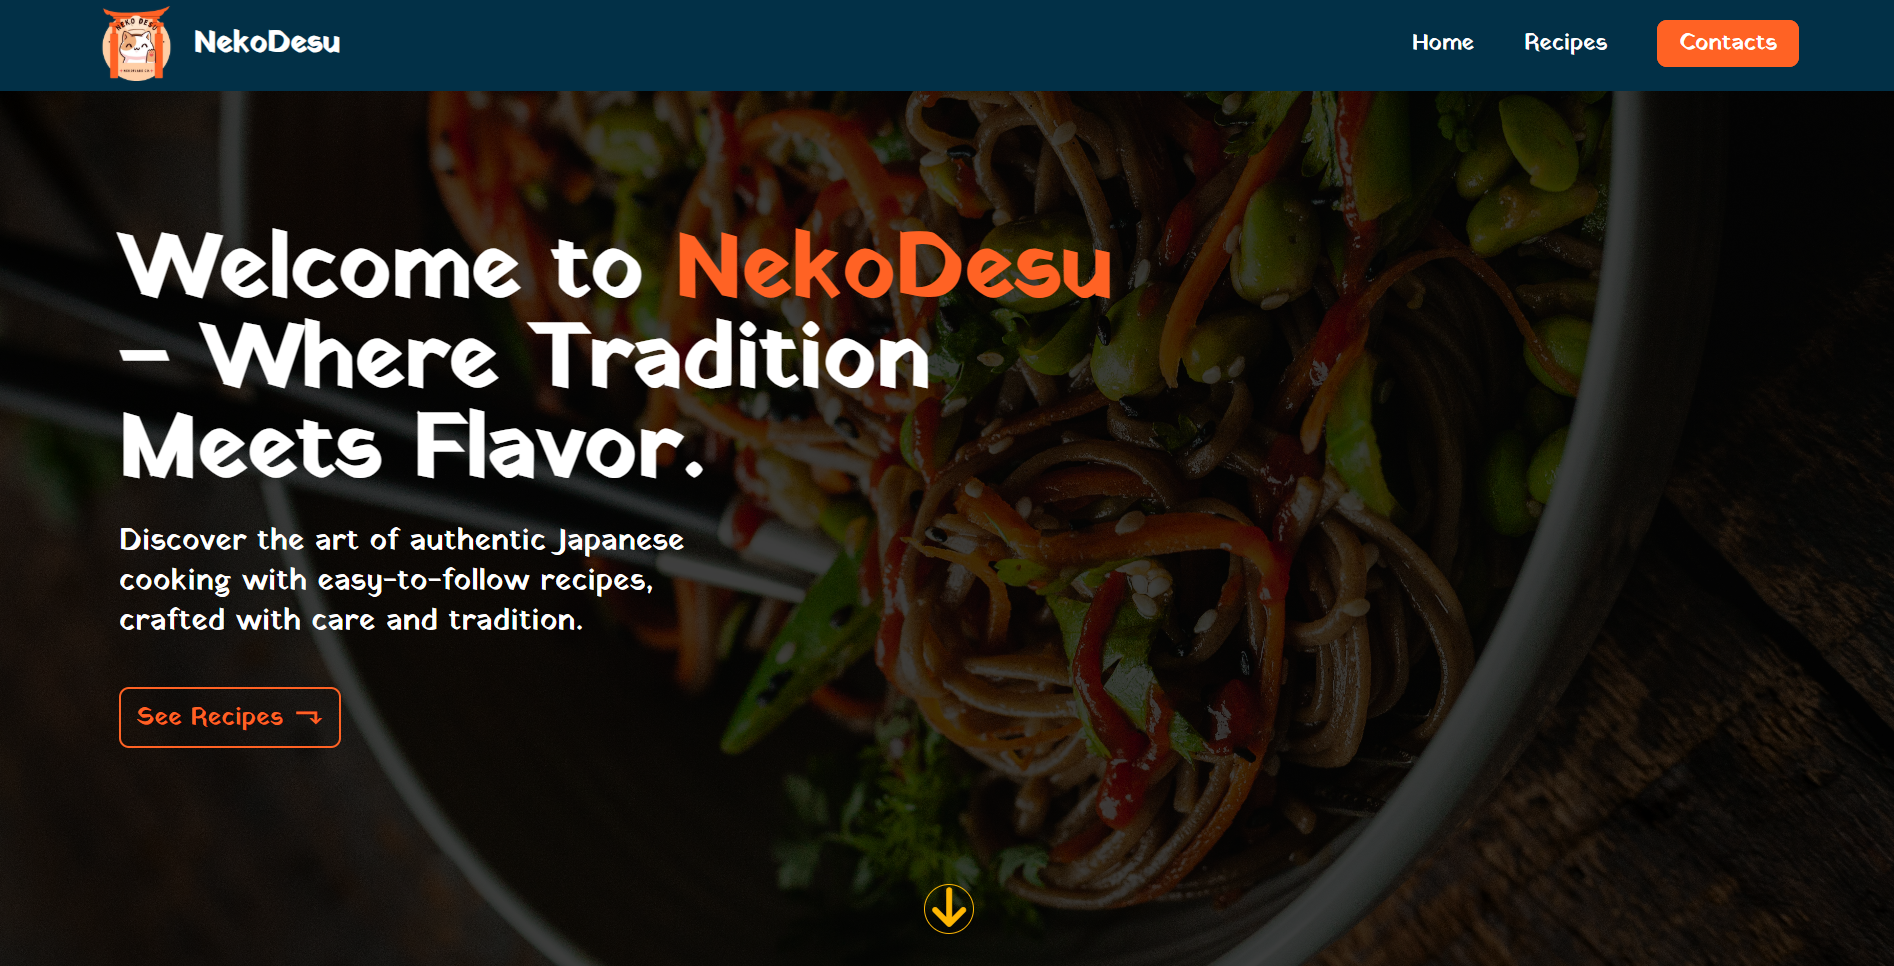 NEKO DESU
NekoDesu
Home
Recipes
Contacts
Welcome to NekoDesu
– Where Tradition
Meets Flavor.
Discover the art of authentic Japanese
cooking with easy-to-follow recipes,
crafted with care and tradition.
See Recipes